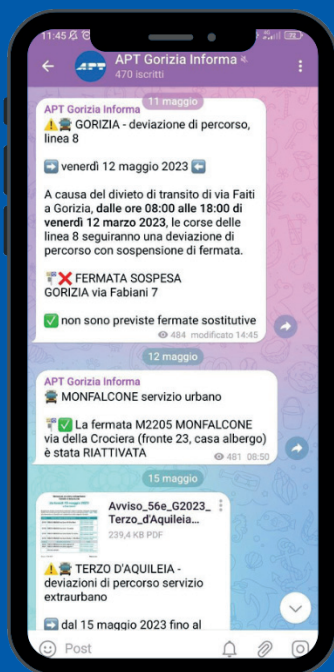 11:45
APT Gorizia Informa
470 iscritti
11 maggio
APT Gorizia Informa
⚠️🚆 GORIZIA - deviazione di percorso,
linea 8
➡️ venerdì 12 maggio 2023 ⬅️
A causa del divieto di transito di via Faiti
a Gorizia, dalle ore 08:00 alle 18:00 di
venerdì 12 marzo 2023, le corse delle
linea 8 seguiranno una deviazione di
percorso con sospensione di fermata.
🚏❌ FERMATA SOSPESA
GORIZIA via Fabiani 7
✅ non sono previste fermate sostitutive
484 modificato 14:45
12 maggio
APT Gorizia Informa
🚆 MONFALCONE servizio urbano
🚏✅ La fermata M2205 MONFALCONE
via della Crociera (fronte 23, casa albergo)
è stata RIATTIVATA
481 08:50
15 maggio
Avviso_56e_G2023_
Terzo_d'Aquileia...
239,4 KB PDF
⚠️🚆 TERZO D'AQUILEIA -
deviazioni di percorso servizio
extraurbano
➡️ dal 15 maggio 2023 fino al
Post